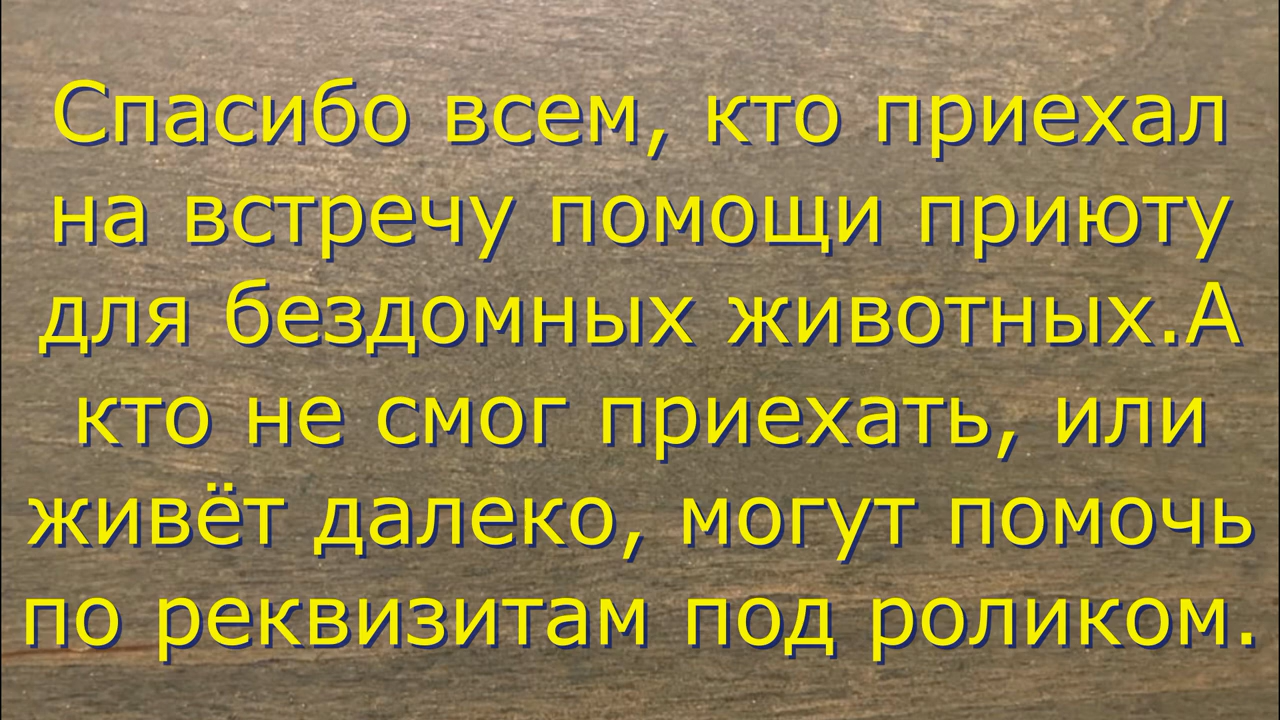 Спасибо всем, кто приехал
на встречу помощи приюту
для бездомных животных.А
кто не смог приехать, или
живёт далеко, могут помочь
по реквизитам под роликом.